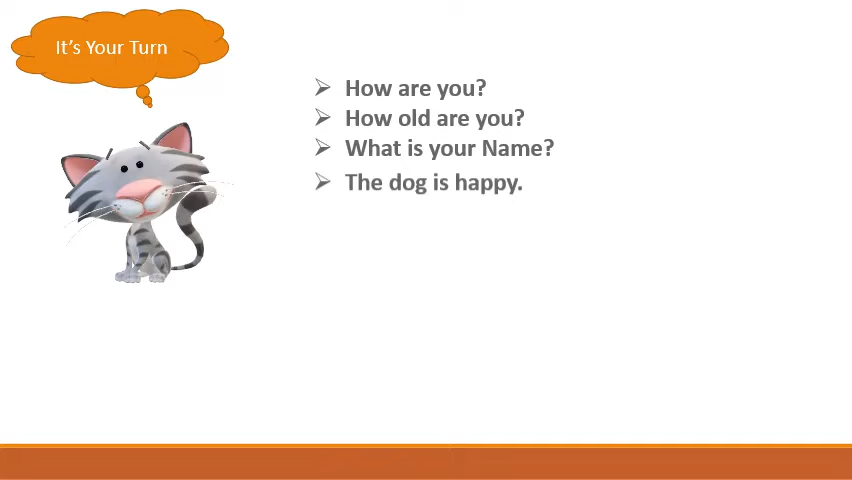 It's Your Turn
How are you?
How old are you?
What is your Name?
The dog is happy.